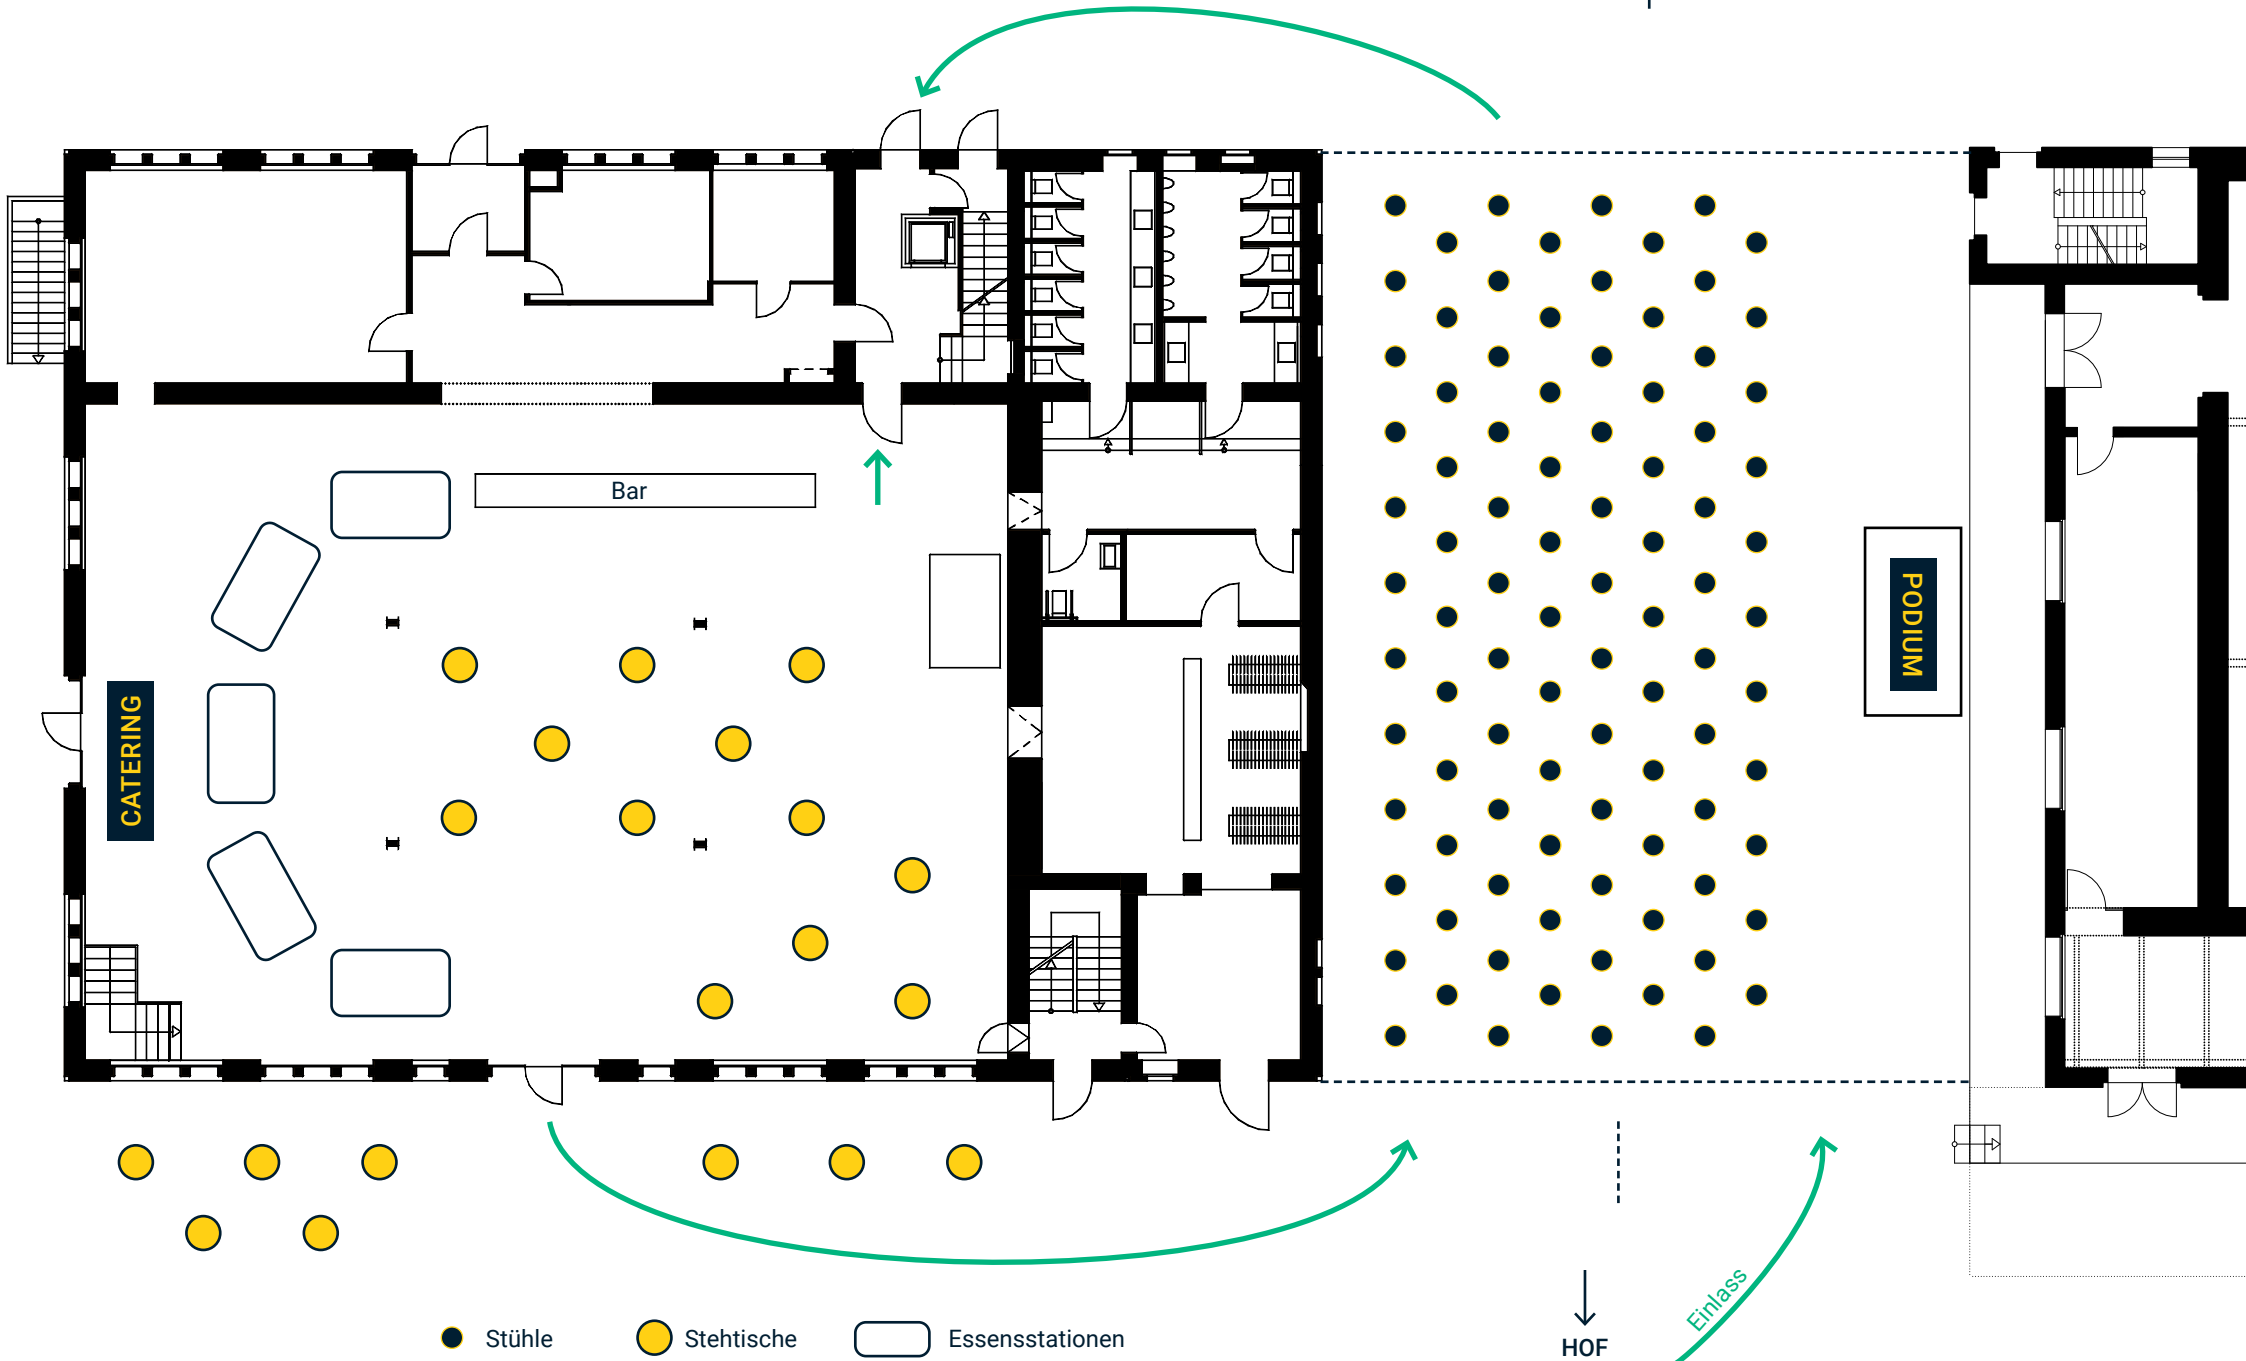 Bar
CATERING
PODIUM
Einlass
Stühle
Stehtische
Essensstationen
HOF